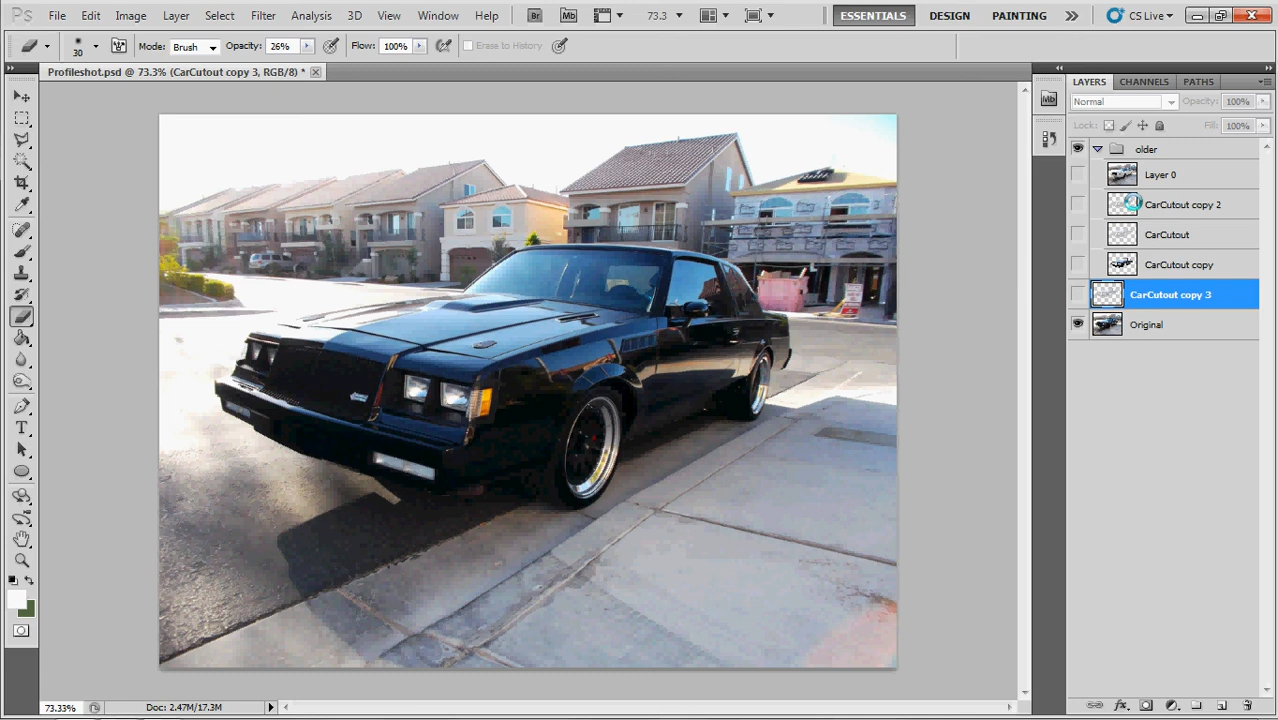 Ps File Edit Image Layer Select Filter Analysis 3D View Window Help Br Mb 73.3 ESSENTIALS DESIGN PAINTING CS Live
30 Mode: Brush Opacity: 26% Flow: 100% Erase to History
Profileshot.psd @ 73.3% (CarCutout copy 3, RGB/8) *
LAYERS CHANNELS PATHS
Mb
Normal Opacity: 100%
Lock: Fill: 100%
older
Layer 0
CarCutout copy 2
CarCutout
CarCutout copy
CarCutout copy 3
Original
T
73.33% Doc: 2.47M/17.3M
fx